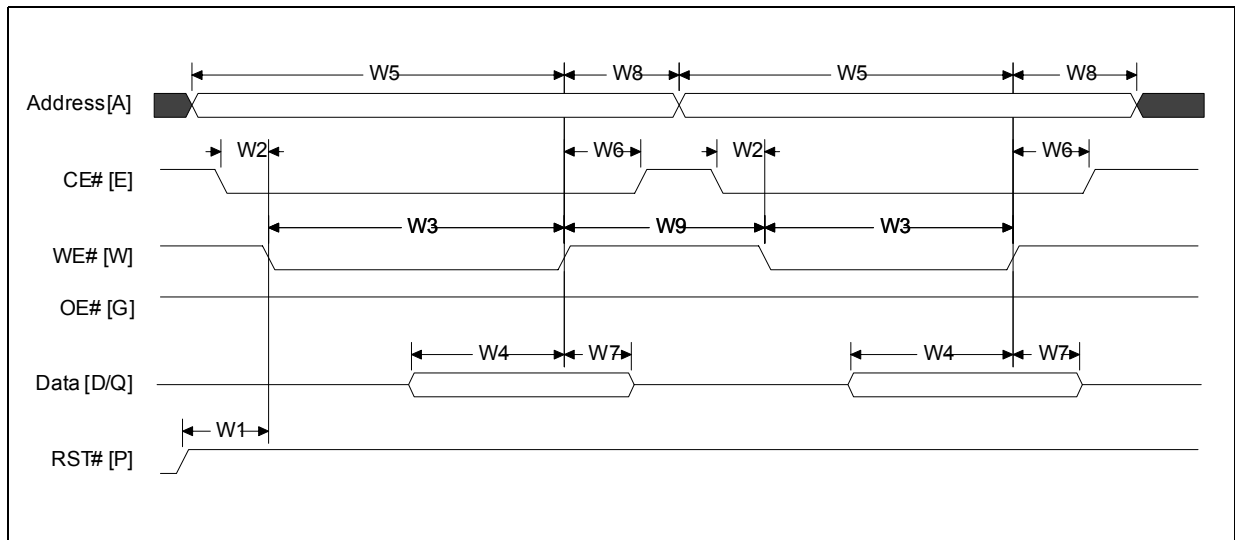 W5 W8 W5 W8
Address [A]
W2 W6 W2 W6
CE# [E]
W3 W9 W3
WE# [W]
OE# [G]
W4 W7 W4 W7
Data [D/Q]
W1
RST# [P]